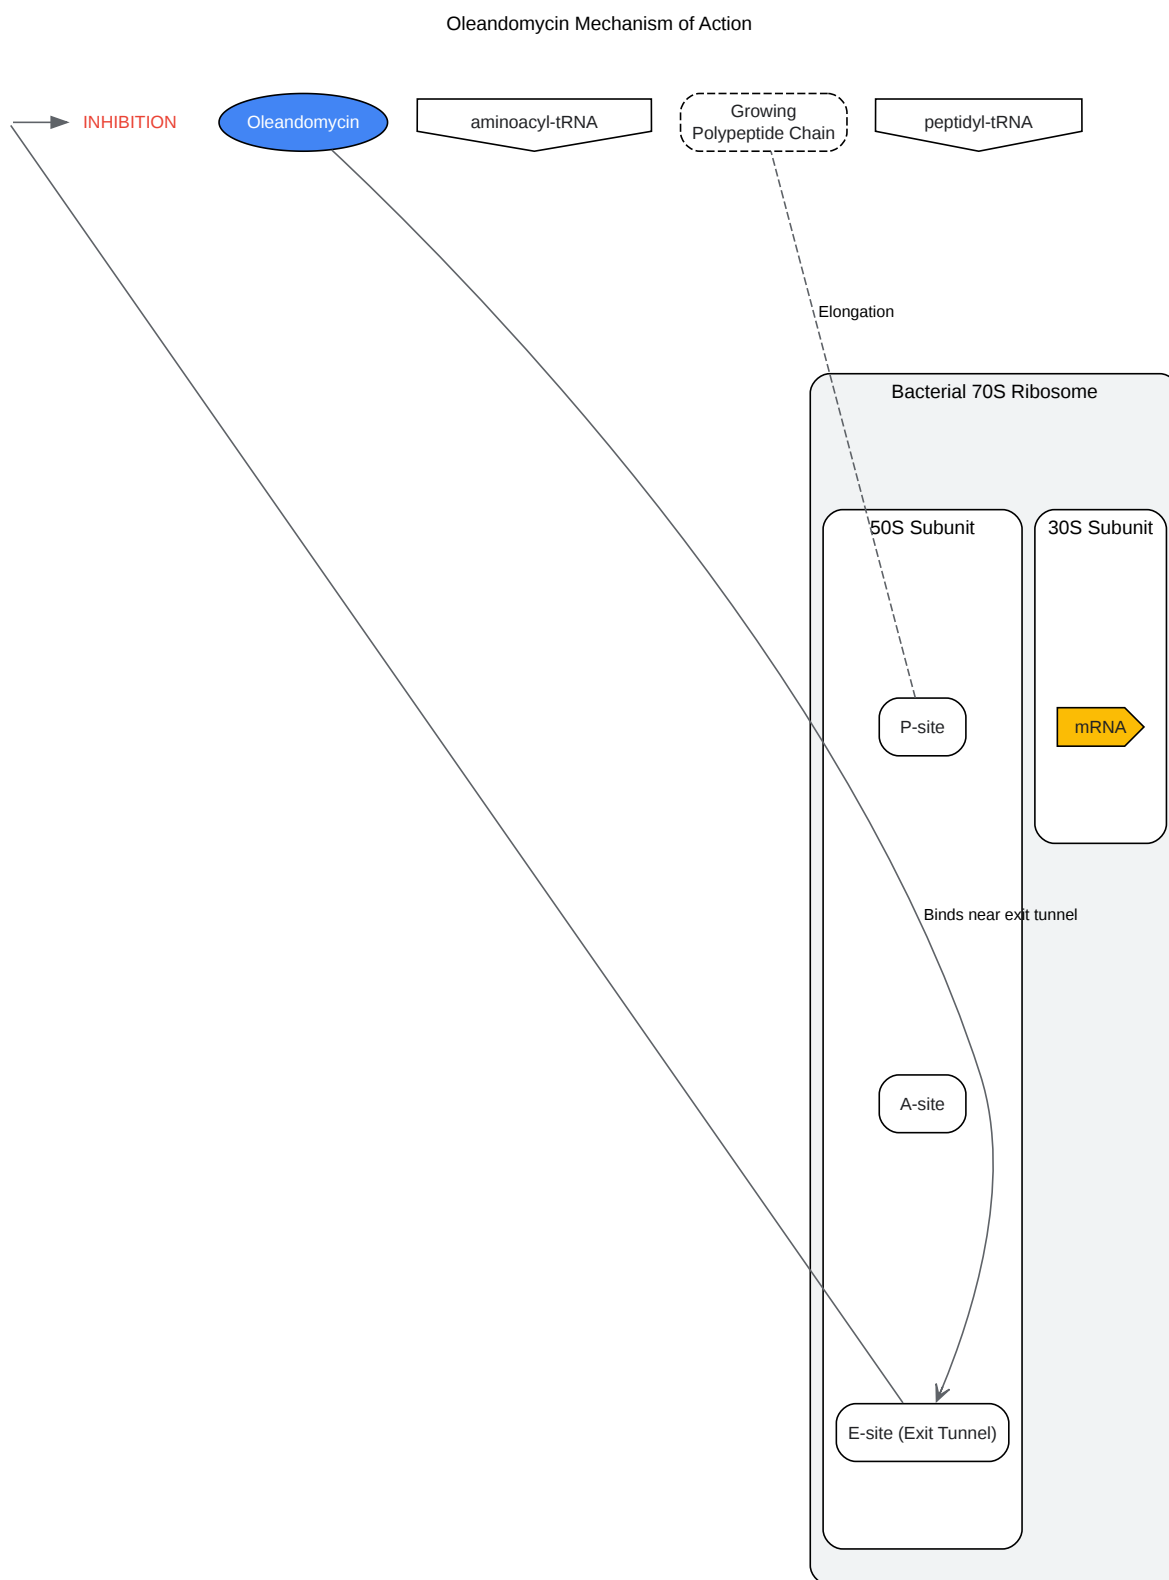 Oleandomycin Mechanism of Action
INHIBITION
Oleandomycin
aminoacyl-tRNA
Growing
Polypeptide Chain
peptidyl-tRNA
Elongation
Bacterial 70S Ribosome
50S Subunit
30S Subunit
P-site
mRNA
Binds near exit tunnel
A-site
E-site (Exit Tunnel)